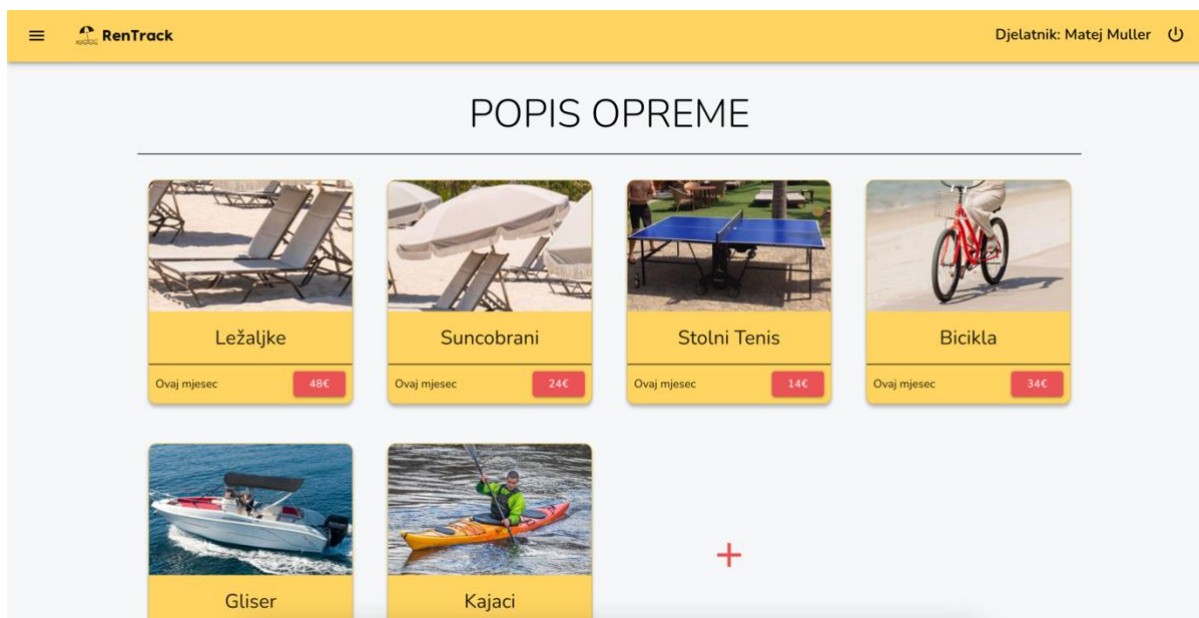 RenTrack
Djelatnik: Matej Muller
POPIS OPREME
Ležaljke
Suncobrani
Stolni Tenis
Bicikla
Ovaj mjesec 48€
Ovaj mjesec 24€
Ovaj mjesec 14€
Ovaj mjesec 34€
Gliser
Kajaci